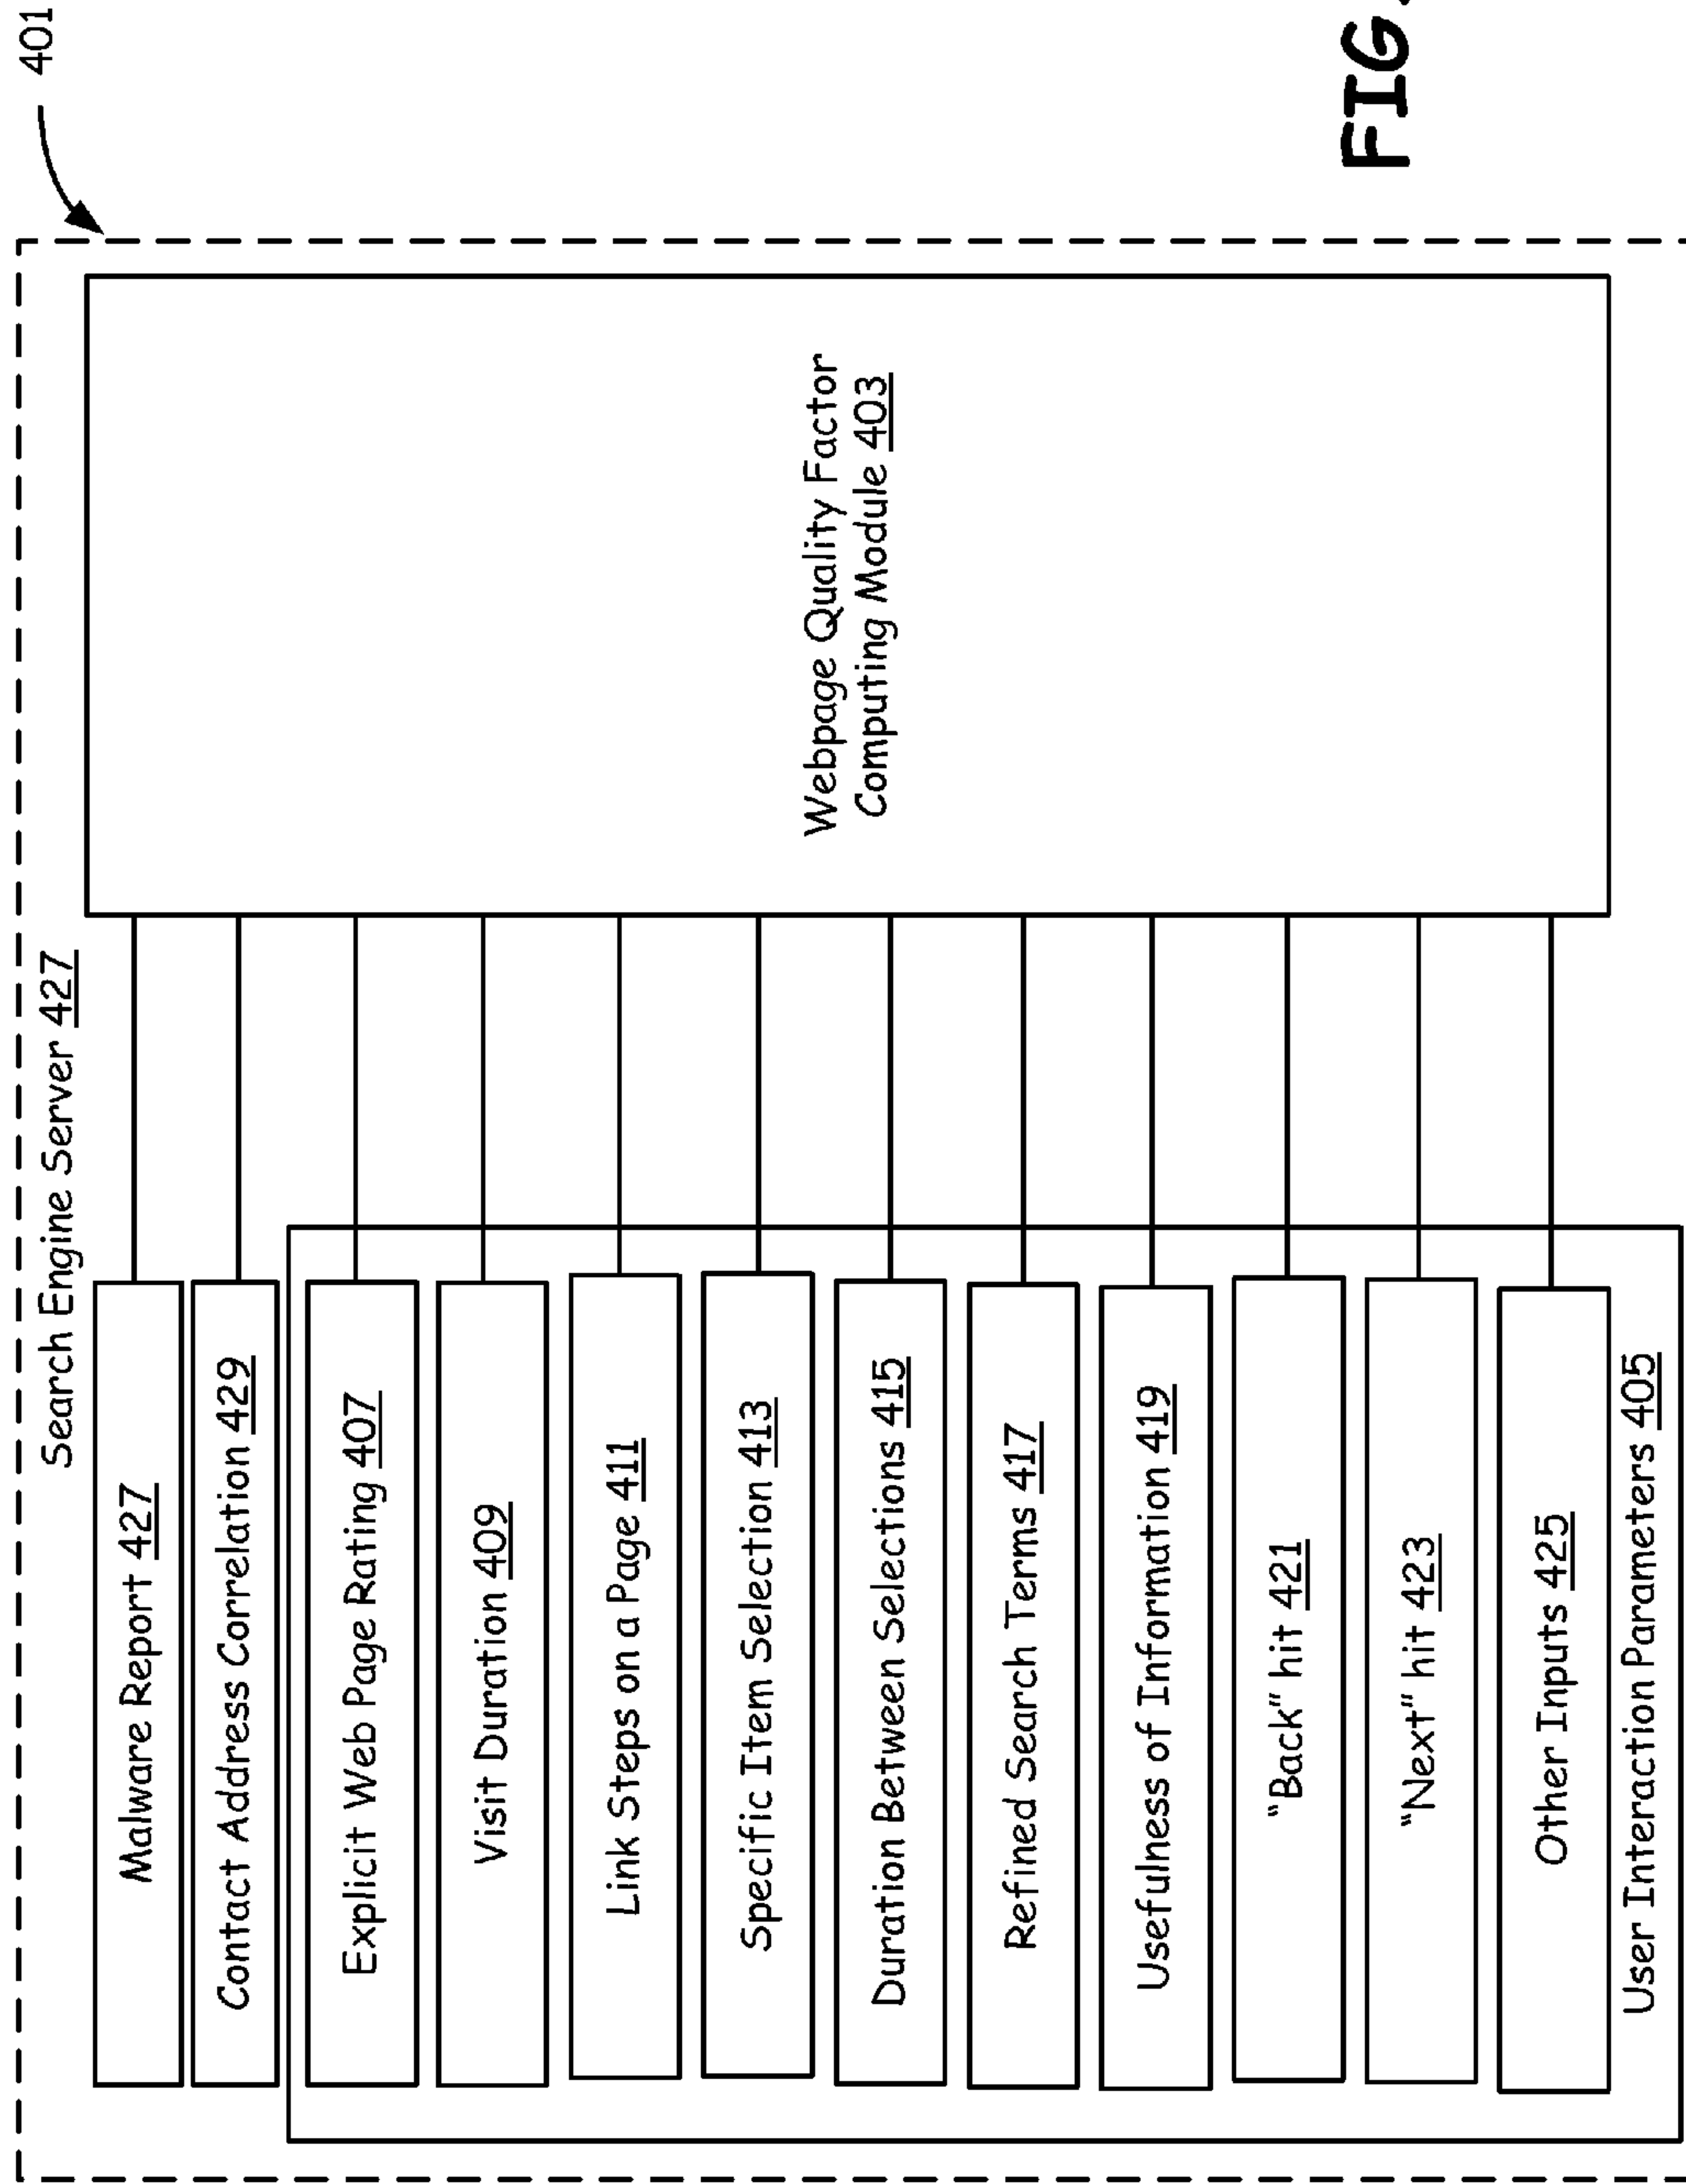 401
Search Engine Server 427
Malware Report 427
Contact Address Correlation 429
Explicit Web Page Rating 407
Visit Duration 409
Link Steps on a Page 411
Specific Item Selection 413
Duration Between Selections 415
Refined Search Terms 417
Usefulness of Information 419
"Back" hit 421
"Next" hit 423
Other Inputs 425
User Interaction Parameters 405
Webpage Quality Factor
Computing Module 403
FIG.